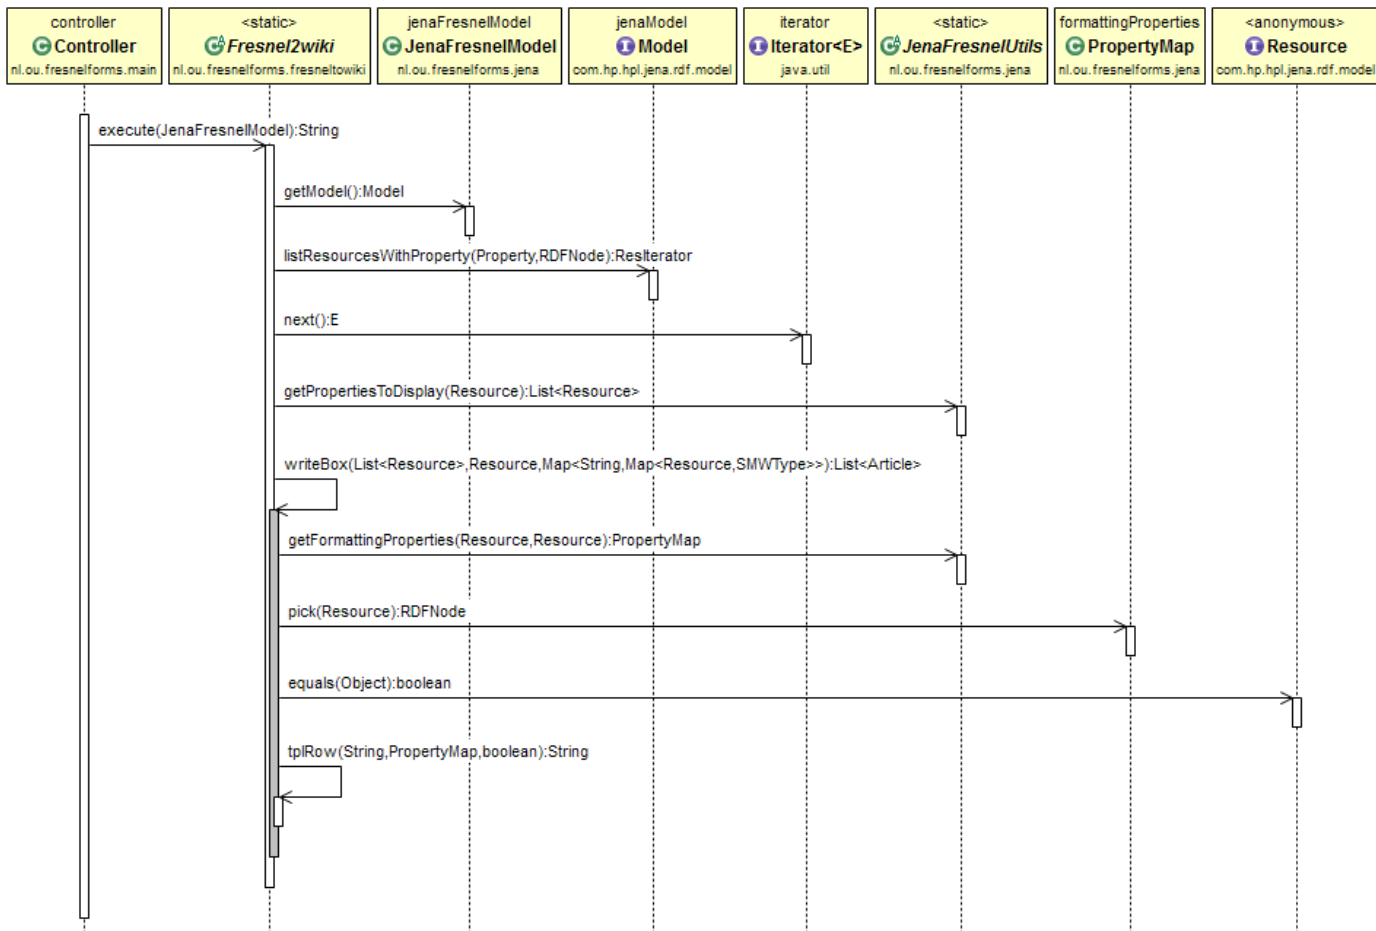 controller
C Controller
nl.ou.fresnelforms.main
<static>
C A Fresnel2wiki
nl.ou.fresnelforms.fresneltowiki
jenaFresnelModel
C JenaFresnelModel
nl.ou.fresnelforms.jena
jenaModel
I Model
com.hp.hpl.jena.rdf.model
iterator
I Iterator<E>
java.util
<static>
C A JenaFresnelUtils
nl.ou.fresnelforms.jena
formattingProperties
C PropertyMap
nl.ou.fresnelforms.jena
<anonymous>
I Resource
com.hp.hpl.jena.rdf.model
execute(JenaFresnelModel):String
getModel():Model
listResourcesWithProperty(Property,RDFNode):ResIterator
next():E
getPropertiesToDisplay(Resource):List<Resource>
writeBox(List<Resource>,Resource,Map<String,Map<Resource,SMWType>>):List<Article>
getFormattingProperties(Resource,Resource):PropertyMap
pick(Resource):RDFNode
equals(Object):boolean
tplRow(String,PropertyMap,boolean):String